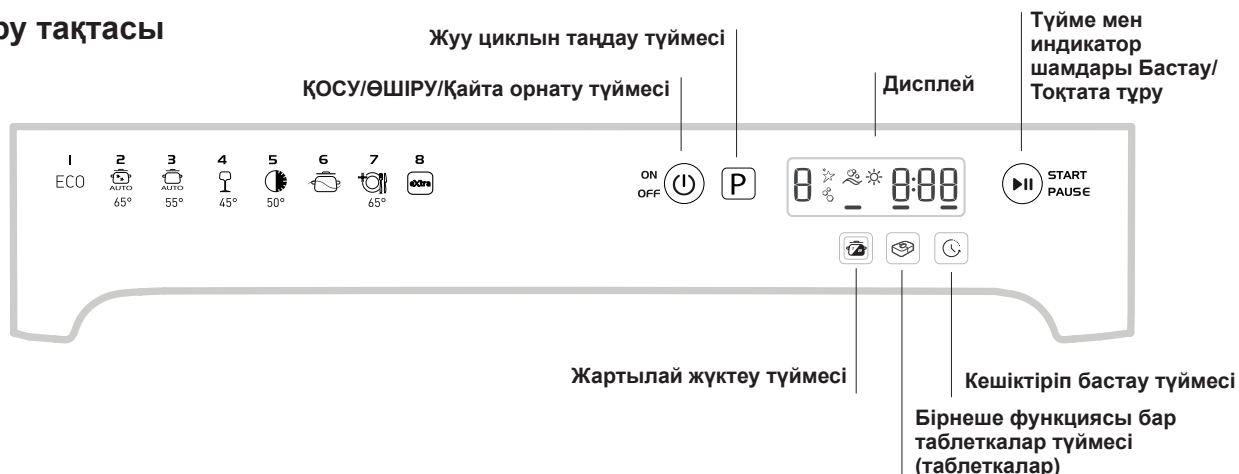 ру тақтасы
Жуу циклын таңдау түймесі
ҚОСУ/ӨШІРУ/Қайта орнату түймесі
Дисплей
Түйме мен
индикатор
шамдары Бастау/
Тоқтата тұру
1 2 3 4 5 6 7 8
ECO AUTO AUTO extra
65° 55° 45° 50° 65°
ON
OFF
P
8 8:88
START
PAUSE
Жартылай жүктеу түймесі
Кешіктіріп бастау түймесі
Бірнеше функциясы бар
таблеткалар түймесі
(таблеткалар)